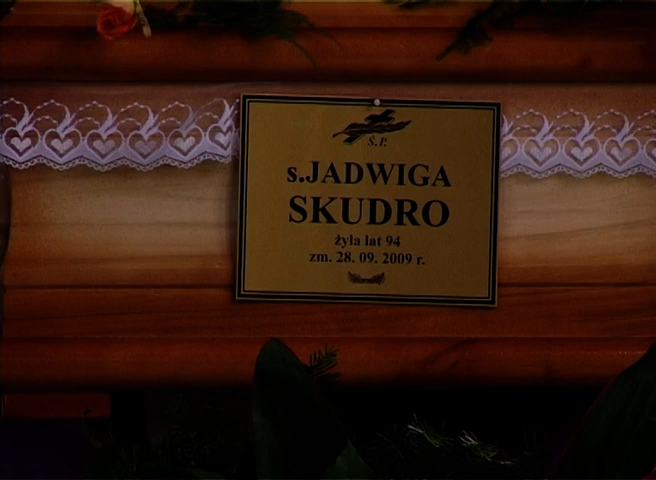 Ś.P.
s.JADWIGA
SKUDRO
żyła lat 94
zm. 28. 09. 2009 r.